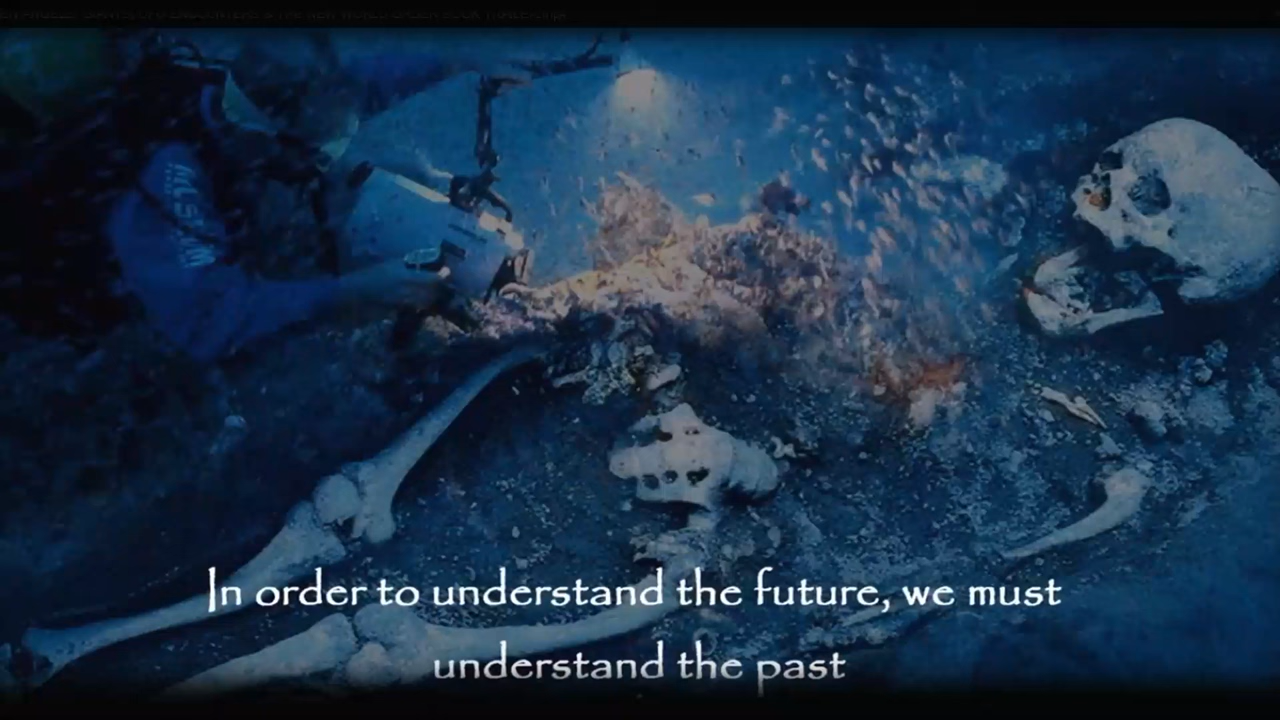 In order to understand the future, we must
understand the past